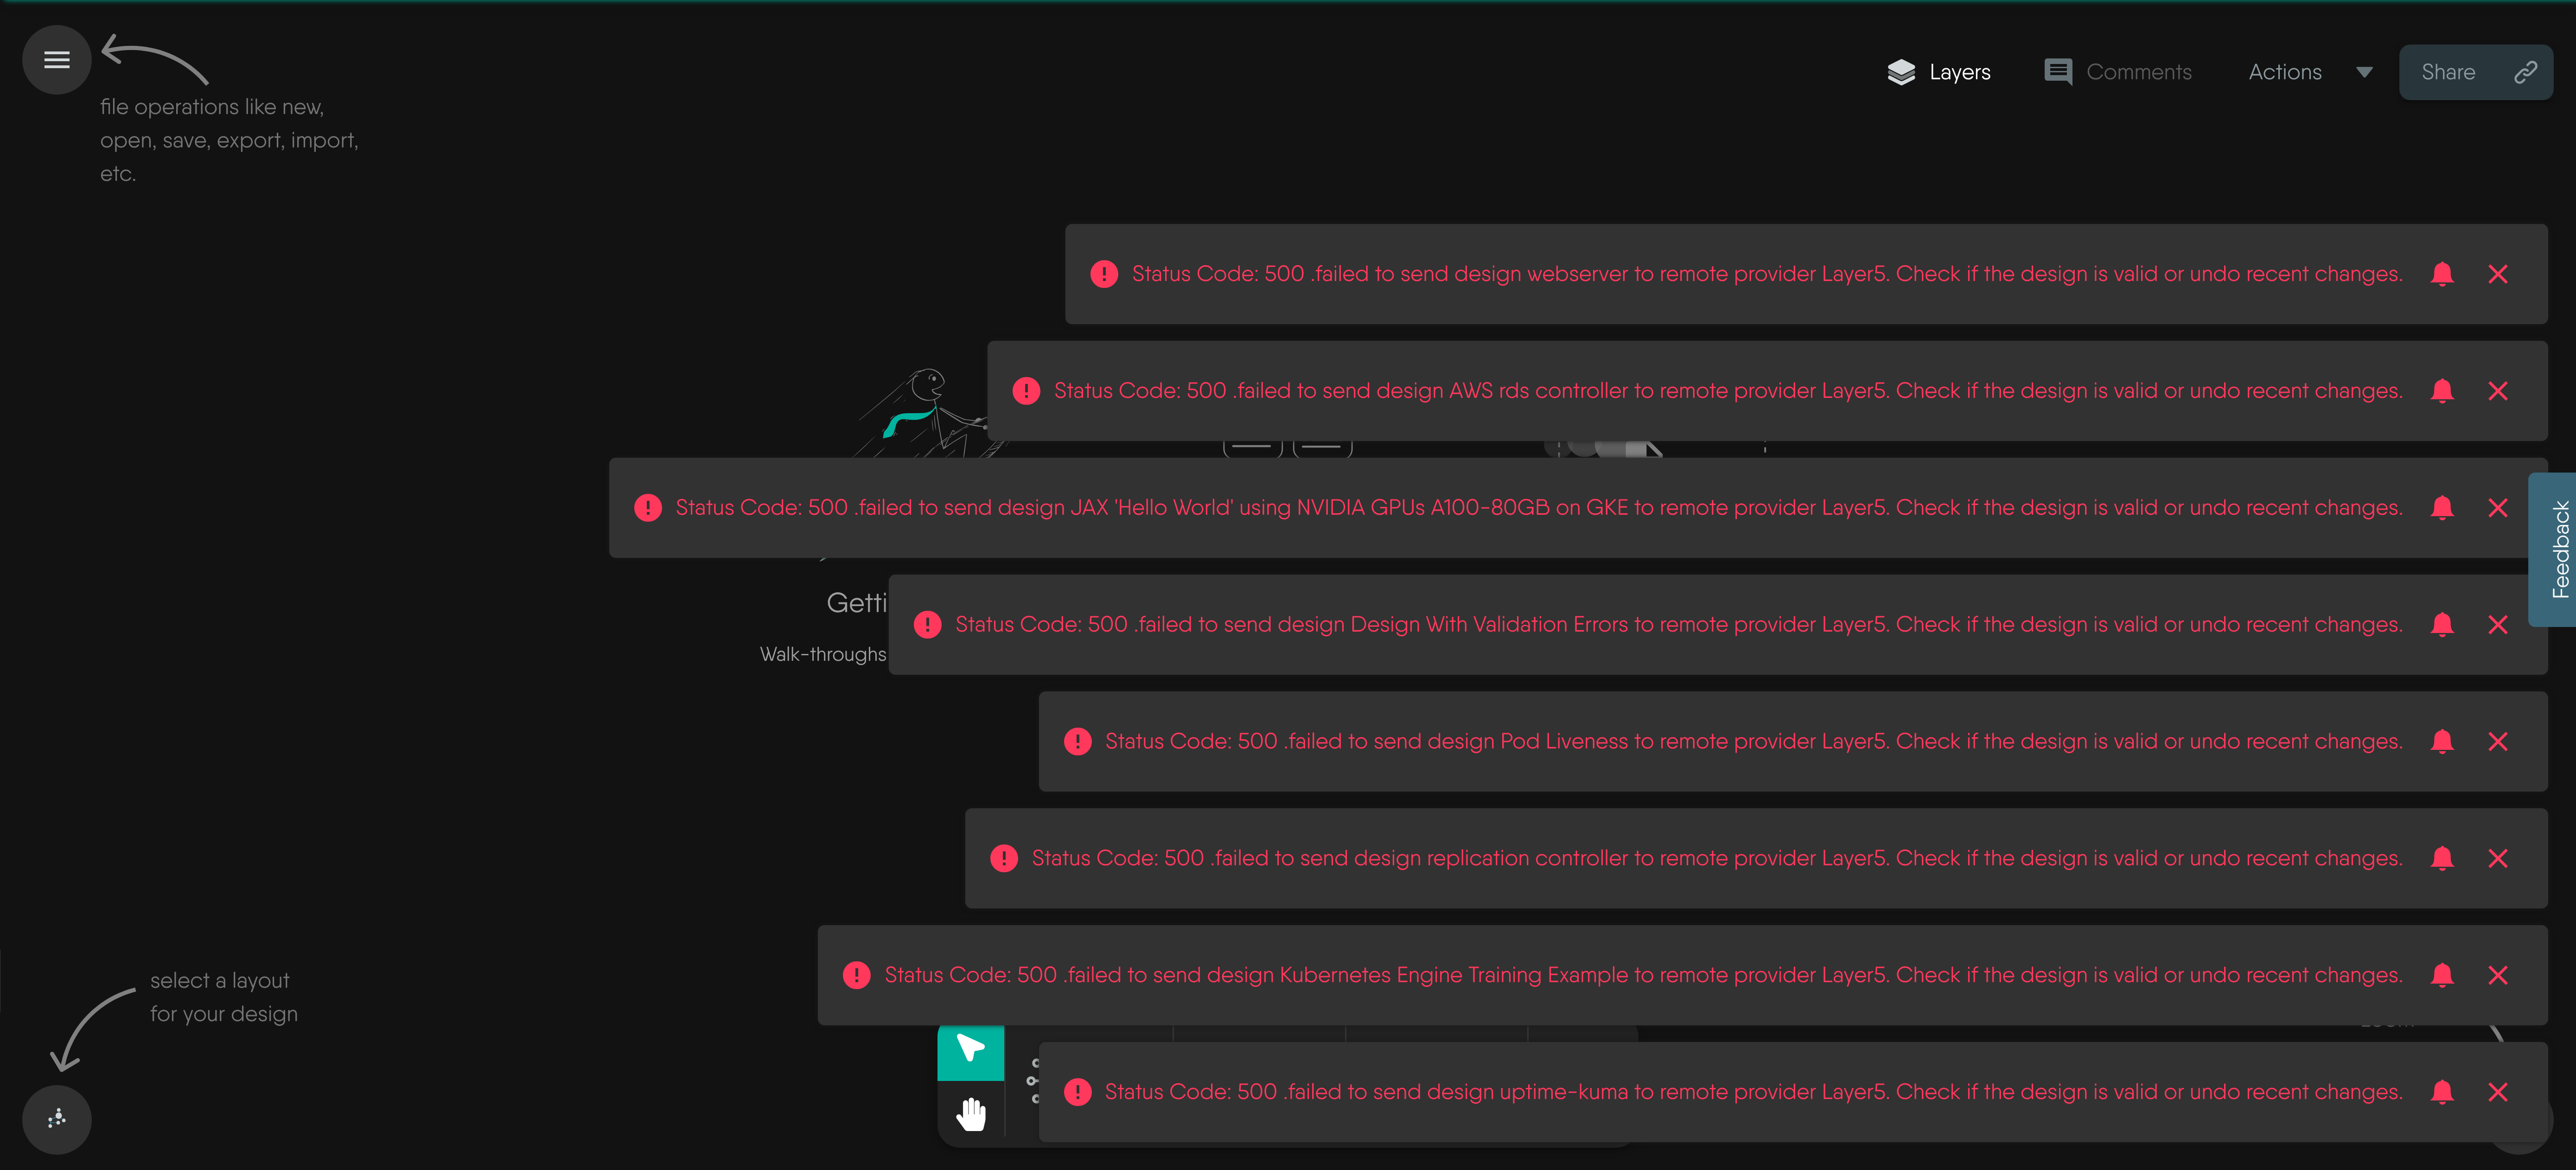 file operations like new,
open, save, export, import,
etc.
Layers
Comments
Actions
Share
Status Code: 500 .failed to send design webserver to remote provider Layer5. Check if the design is valid or undo recent changes.
Status Code: 500 .failed to send design AWS rds controller to remote provider Layer5. Check if the design is valid or undo recent changes.
Status Code: 500 .failed to send design JAX 'Hello World' using NVIDIA GPUs A100-80GB on GKE to remote provider Layer5. Check if the design is valid or undo recent changes.
Feedback
Getti
Status Code: 500 .failed to send design Design With Validation Errors to remote provider Layer5. Check if the design is valid or undo recent changes.
Walk-throughs
Status Code: 500 .failed to send design Pod Liveness to remote provider Layer5. Check if the design is valid or undo recent changes.
Status Code: 500 .failed to send design replication controller to remote provider Layer5. Check if the design is valid or undo recent changes.
Status Code: 500 .failed to send design Kubernetes Engine Training Example to remote provider Layer5. Check if the design is valid or undo recent changes.
select a layout
for your design
Status Code: 500 .failed to send design uptime-kuma to remote provider Layer5. Check if the design is valid or undo recent changes.